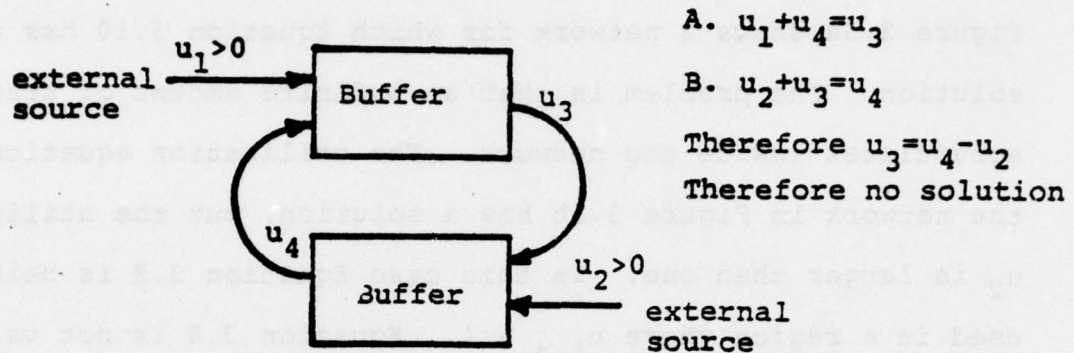 u₁>0
external
source
Buffer
u₃
u₄
Buffer
u₂>0
external
source
A. u₁+u₄=u₃
B. u₂+u₃=u₄
Therefore u₃=u₄-u₂
Therefore no solution